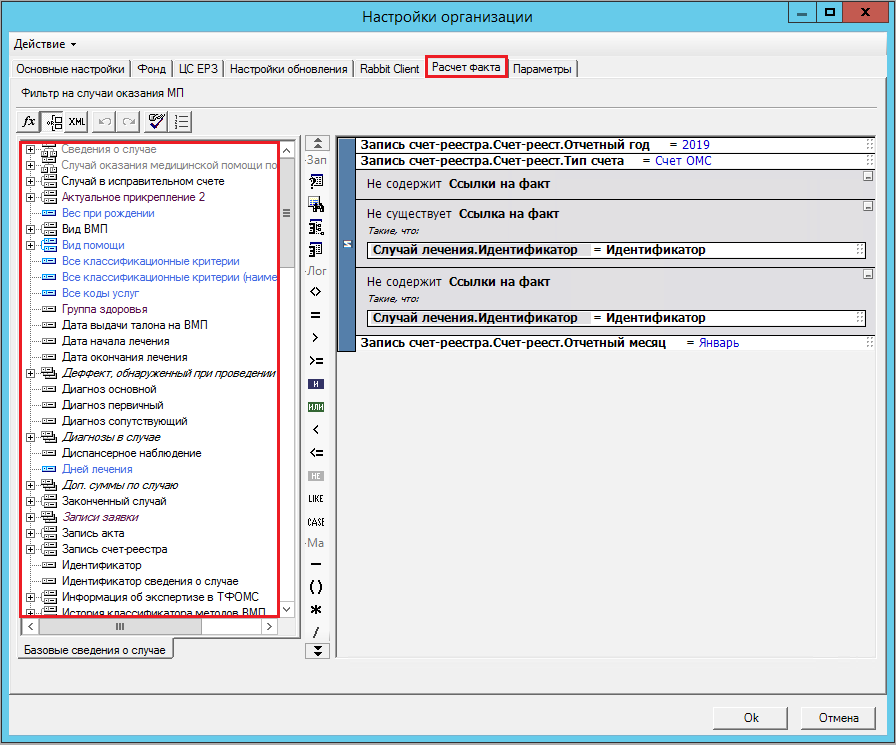 Настройки организации
Действие
Основные настройки Фонд ЦС ЕРЗ Настройки обновления Rabbit Client Расчет факта Параметры
Фильтр на случаи оказания МП
fx XML
Сведения о случае
Случай оказания медицинской помощи по
Случай в исправительном счете
Актуальное прикрепление 2
Вес при рождении
Вид ВМП
Вид помощи
Все классификационные критерии
Все классификационные критерии (наиме
Все коды услуг
Группа здоровья
Дата выдачи талона на ВМП
Дата начала лечения
Дата окончания лечения
Деффект, обнаруженный при проведении
Диагноз основной
Диагноз первичный
Диагноз сопутствующий
Диагнозы в случае
Диспансерное наблюдение
Дней лечения
Доп. суммы по случаю
Законченный случай
Записи заявки
Запись акта
Запись счет-реестра
Идентификатор
Идентификатор сведения о случае
Информация об экспертизе в ТФОМС
История классификатора методов ВМП
Базовые сведения о случае
Зап
Лог
<>
=
>
>=
И
ИЛИ
<
<=
НЕ
LIKE
CASE
Ма
−
()
*
/
И
Запись счет-реестра.Счет-реест.Отчетный год = 2019
Запись счет-реестра.Счет-реест.Тип счета = Счет ОМС
Не содержит Ссылки на факт
Не существует Ссылка на факт
Такие, что:
Случай лечения.Идентификатор = Идентификатор
Не содержит Ссылки на факт
Такие, что:
Случай лечения.Идентификатор = Идентификатор
Запись счет-реестра.Счет-реест.Отчетный месяц = Январь
Ok Отмена